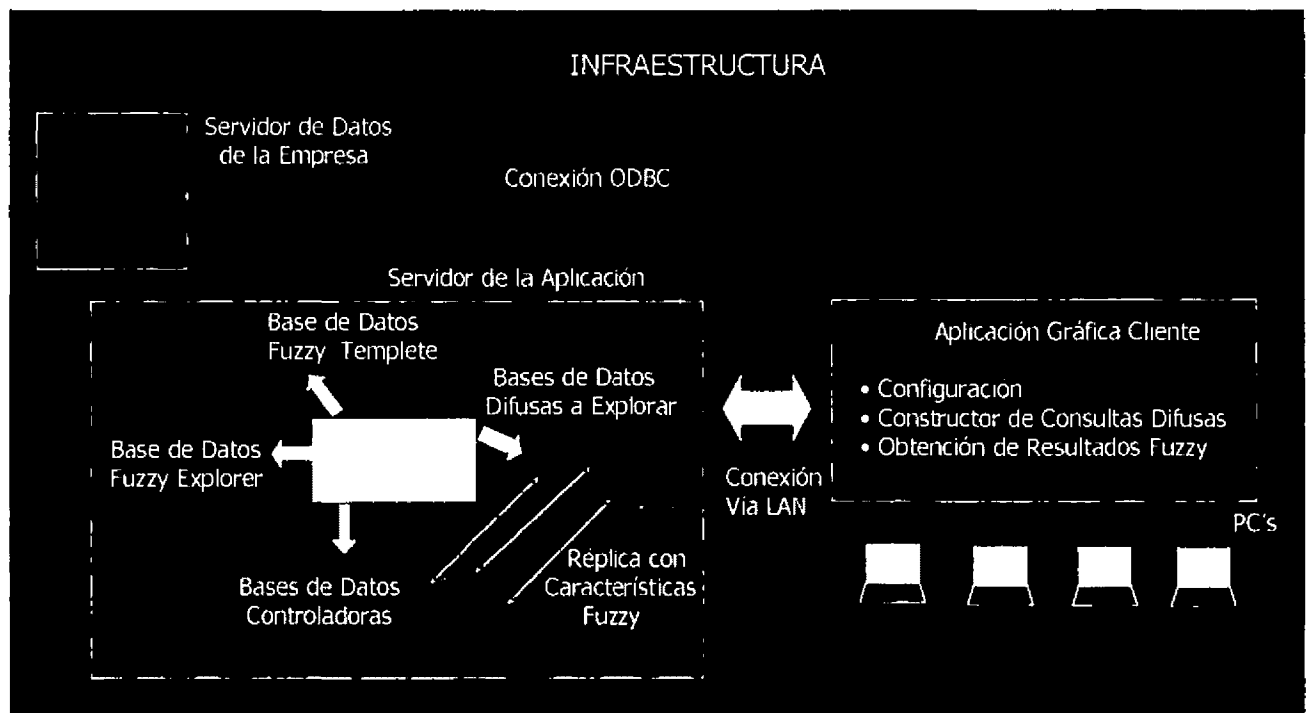 INFRAESTRUCTURA
Servidor de Datos
de la Empresa
Conexión ODBC
Servidor de la Aplicación
Base de Datos
Fuzzy Templete
Bases de Datos
Difusas a Explorar
Base de Datos
Fuzzy Explorer
Bases de Datos
Controladoras
Réplica con
Características
Fuzzy
Conexión
Via LAN
Aplicación Gráfica Cliente
• Configuración
• Constructor de Consultas Difusas
• Obtención de Resultados Fuzzy
PC's